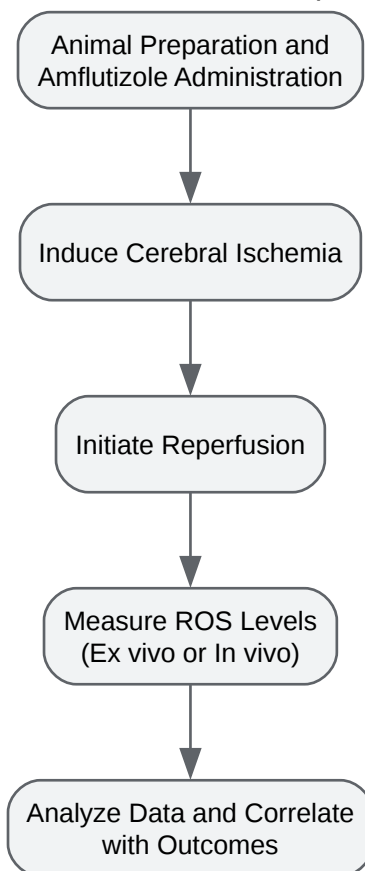 Animal Preparation and
Amflutizole Administration
Induce Cerebral Ischemia
Initiate Reperfusion
Measure ROS Levels
(Ex vivo or In vivo)
Analyze Data and Correlate
with Outcomes